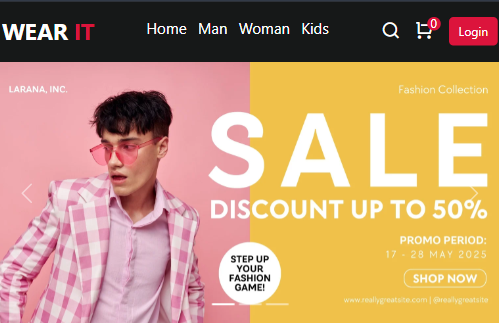 WEAR IT
Home Man Woman Kids
0
Login
LARANA, INC.
Fashion Collection
SALE
DISCOUNT UP TO 50%
PROMO PERIOD:
17 - 28 MAY 2025
STEP UP
YOUR
FASHION
GAME!
SHOP NOW
www.reallygreatsite.com | @reallygreatsite